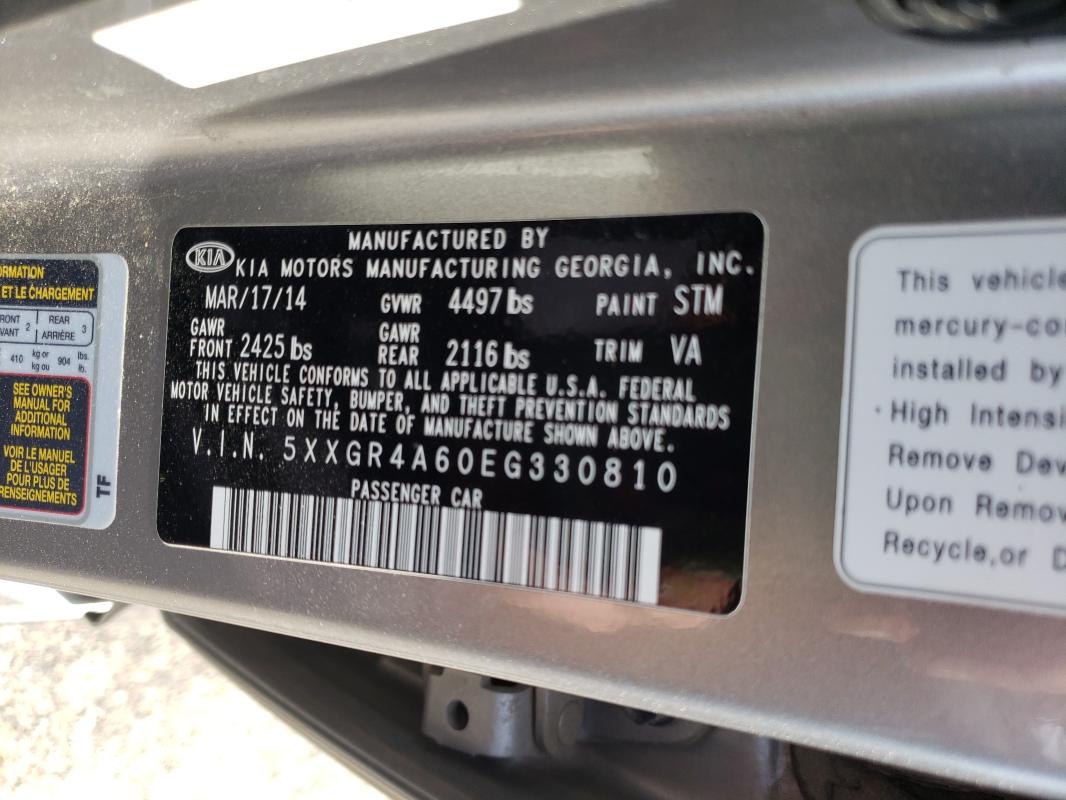 ORMATION
ET LE CHARGEMENT
RONT
VANT 2
REAR
ARRIÈRE 3
410 kg or
kg ou 904 lbs.
lb.
SEE OWNER'S
MANUAL FOR
ADDITIONAL
INFORMATION
VOIR LE MANUEL
DE L'USAGER
POUR PLUS DE
RENSEIGNEMENTS
TF
KIA
MANUFACTURED BY
KIA MOTORS MANUFACTURING GEORGIA, INC.
MAR/17/14 GVWR 4497 lbs PAINT STM
GAWR
FRONT 2425 lbs
GAWR
REAR 2116 lbs
TRIM VA
THIS VEHICLE CONFORMS TO ALL APPLICABLE U.S.A. FEDERAL
MOTOR VEHICLE SAFETY, BUMPER, AND THEFT PREVENTION STANDARDS
IN EFFECT ON THE DATE OF MANUFACTURE SHOWN ABOVE.
V.I.N. 5XXGR4A60EG330810
PASSENGER CAR
This vehicle
mercury-co
installed by
· High Intensi
Remove Dev
Upon Remov
Recycle,or D